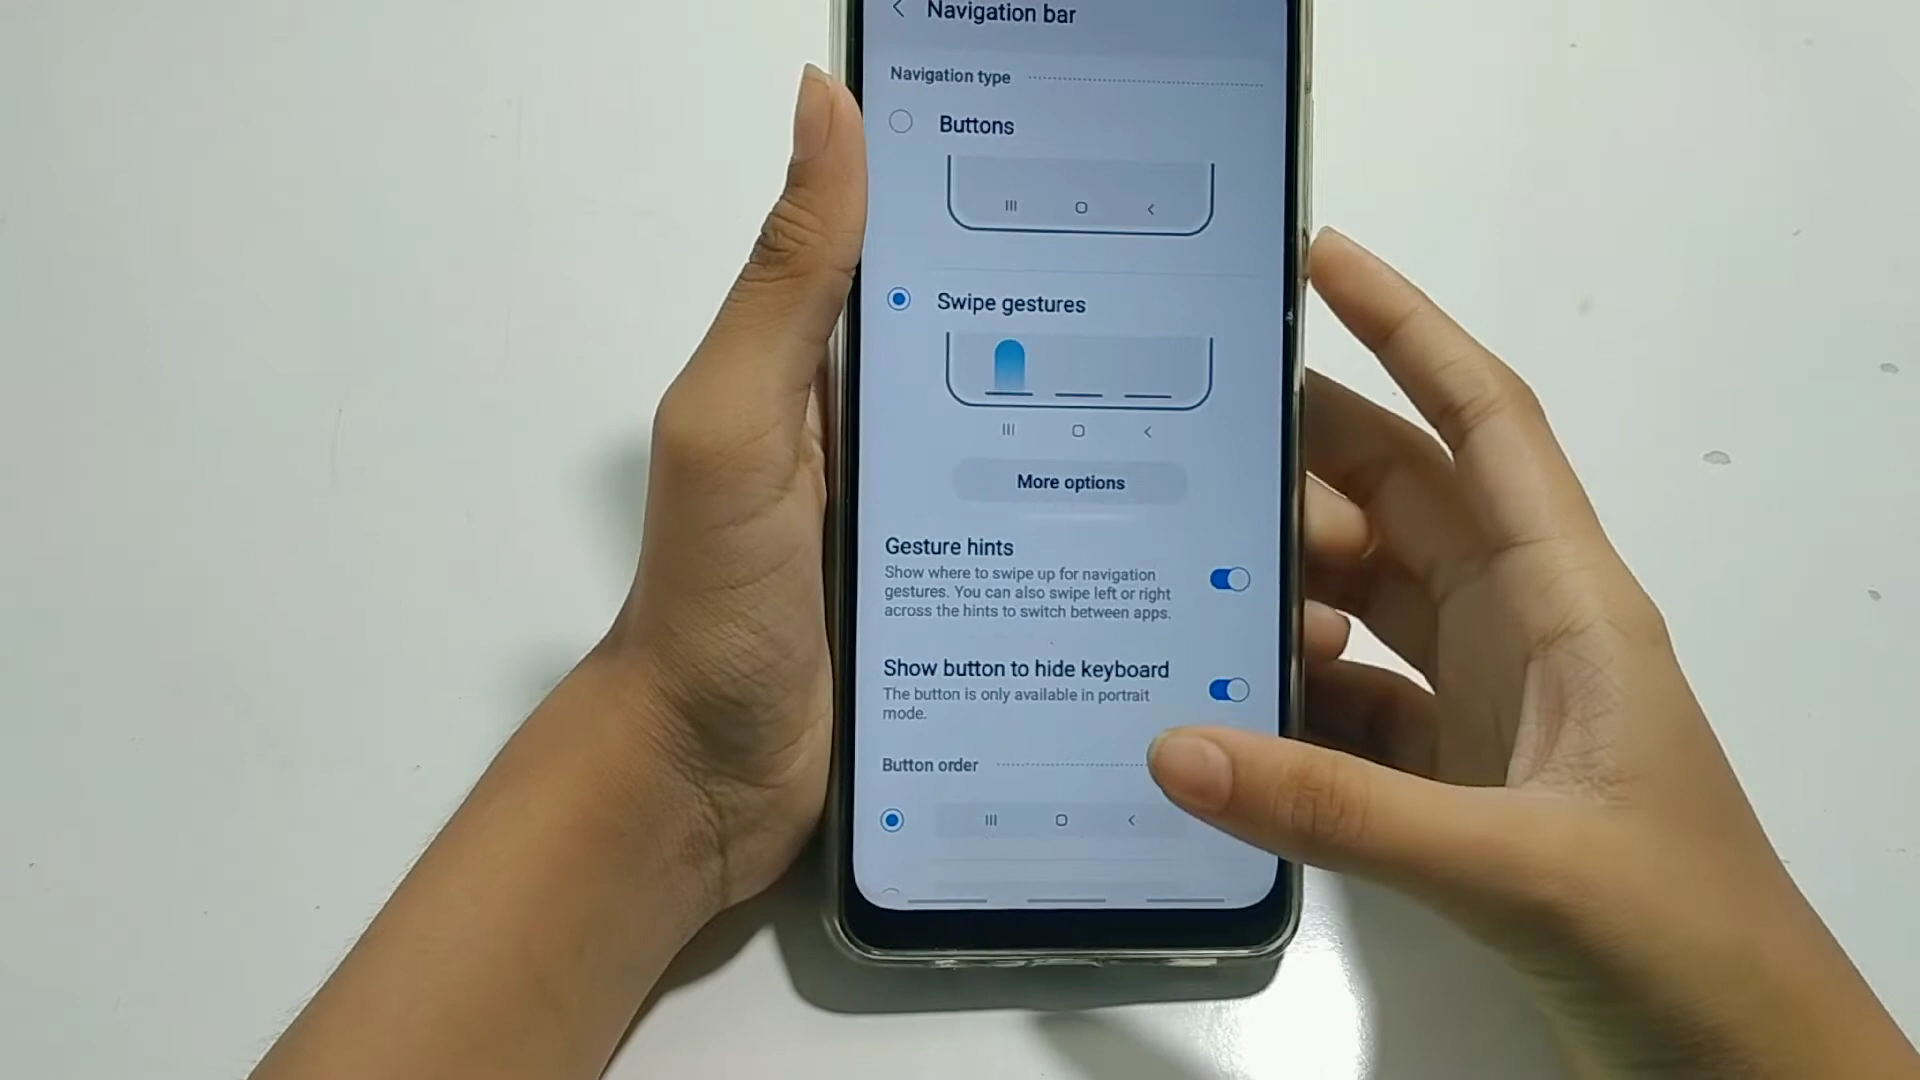 Navigation bar
Navigation type
Buttons
Swipe gestures
More options
Gesture hints
Show where to swipe up for navigation
gestures. You can also swipe left or right
across the hints to switch between apps.
Show button to hide keyboard
The button is only available in portrait
mode.
Button order